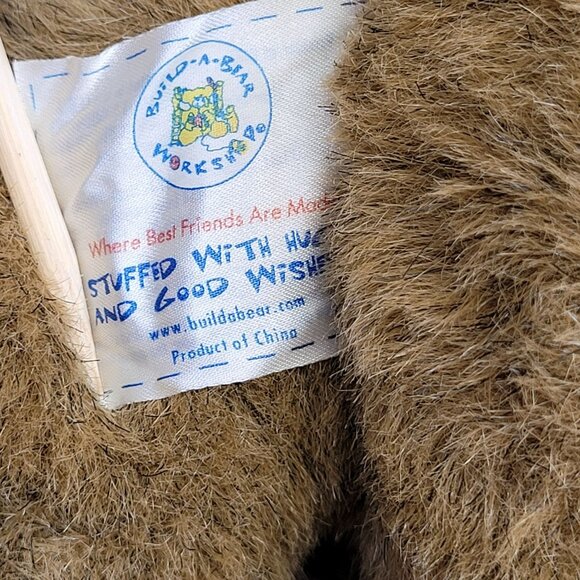 BUILD-A-BEAR
WORKSHOP
Where Best Friends Are Mad
STUFFED WITH HUG
AND GOOD WISHE
www.buildabear.com
Product of China